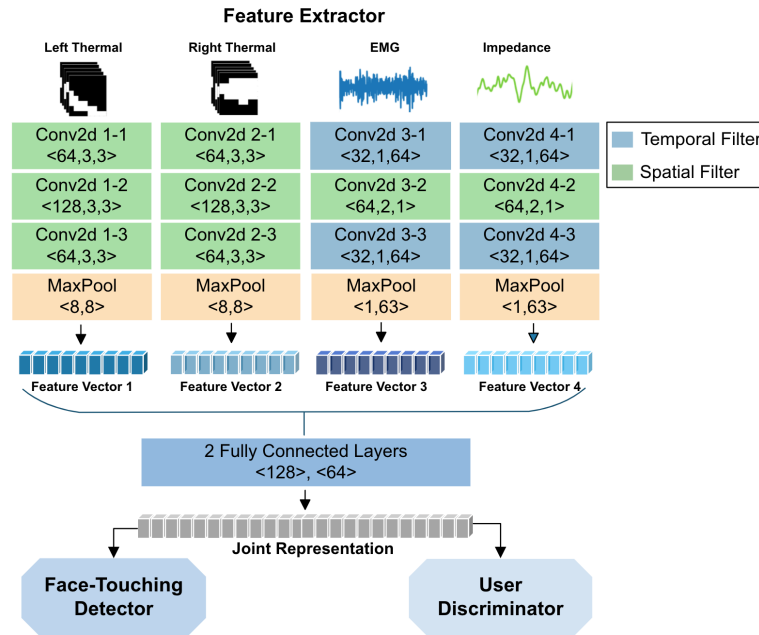 Feature Extractor
Left Thermal
Right Thermal
EMG
Impedance
Conv2d 1-1
<64,3,3>
Conv2d 2-1
<64,3,3>
Conv2d 3-1
<32,1,64>
Conv2d 4-1
<32,1,64>
Temporal Filter
Spatial Filter
Conv2d 1-2
<128,3,3>
Conv2d 2-2
<128,3,3>
Conv2d 3-2
<64,2,1>
Conv2d 4-2
<64,2,1>
Conv2d 1-3
<64,3,3>
Conv2d 2-3
<64,3,3>
Conv2d 3-3
<32,1,64>
Conv2d 4-3
<32,1,64>
MaxPool
<8,8>
MaxPool
<8,8>
MaxPool
<1,63>
MaxPool
<1,63>
Feature Vector 1
Feature Vector 2
Feature Vector 3
Feature Vector 4
2 Fully Connected Layers
<128>, <64>
Joint Representation
Face-Touching
Detector
User
Discriminator